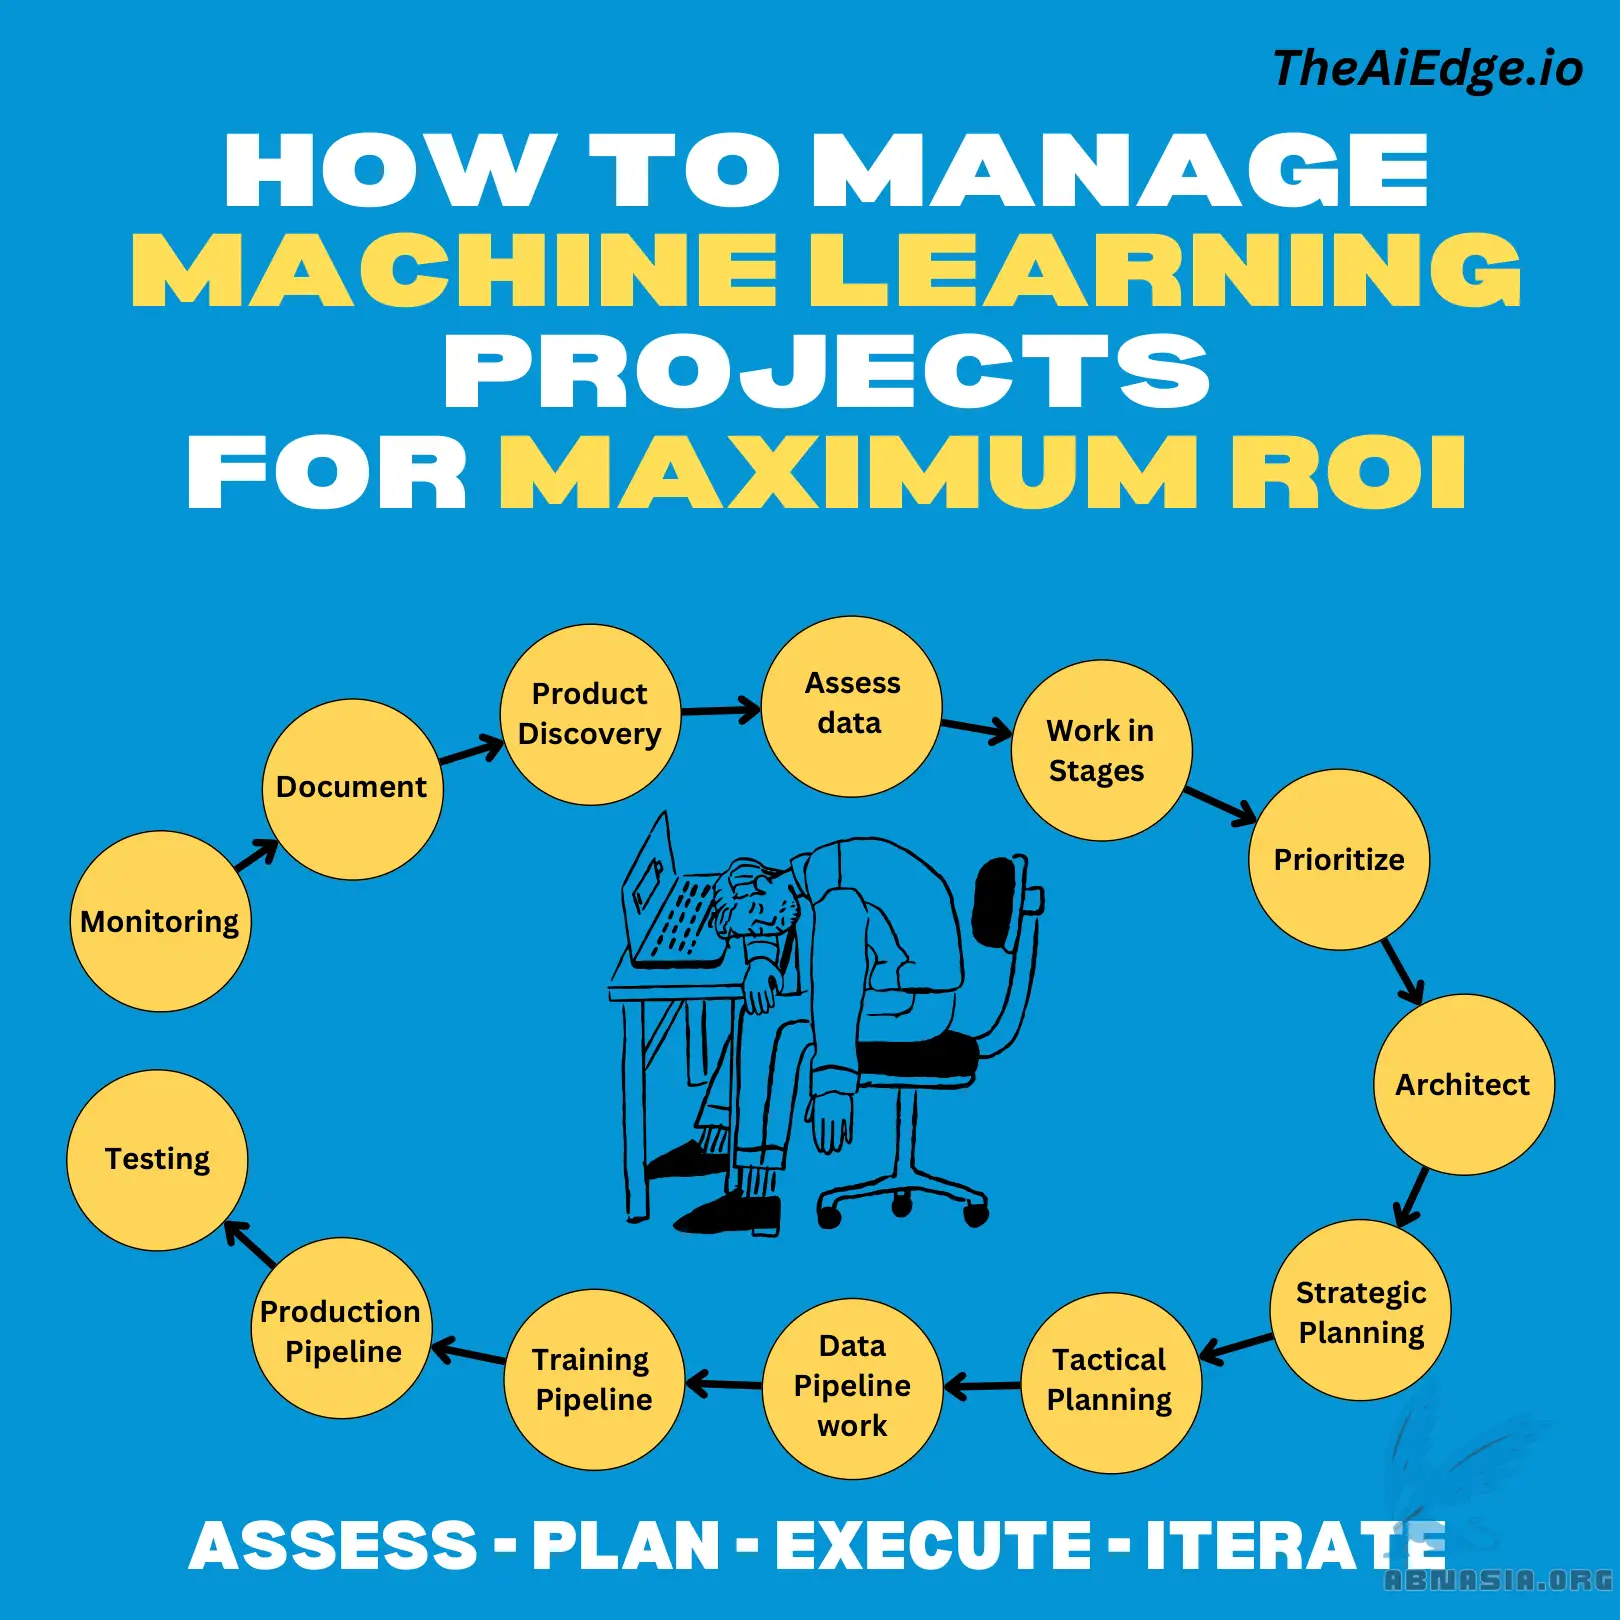 TheAiEdge.io
HOW TO MANAGE
MACHINE LEARNING
PROJECTS
FOR MAXIMUM ROI
Product
Discovery
Assess
data
Work in
Stages
Document
Prioritize
Monitoring
Architect
Testing
Strategic
Planning
Production
Pipeline
Training
Pipeline
Data
Pipeline
work
Tactical
Planning
ASSESS - PLAN - EXECUTE - ITERATE
ABNASIA.ORG